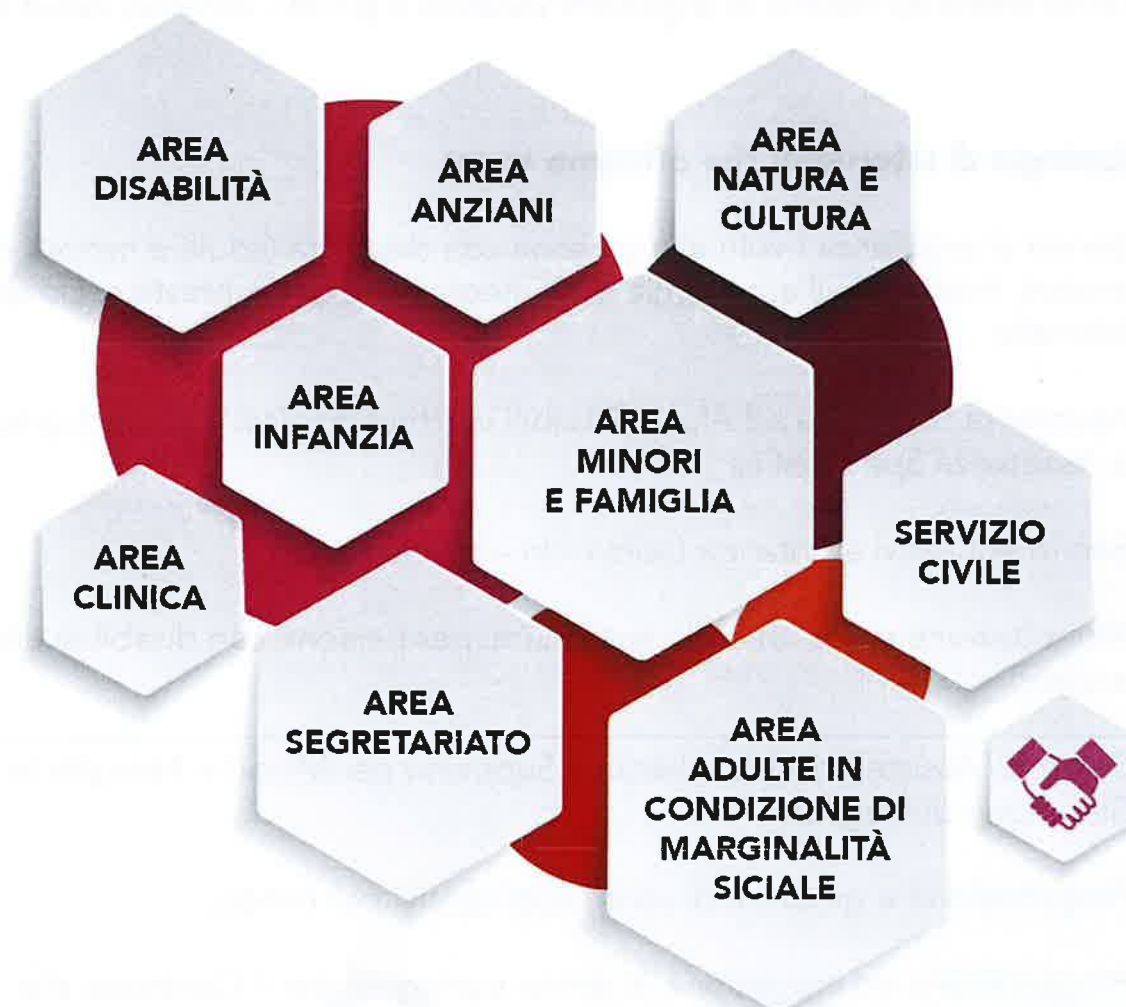 AREA
DISABILITÀ
AREA
ANZIANI
AREA
NATURA E
CULTURA
AREA
INFANZIA
AREA
MINORI
E FAMIGLIA
AREA
CLINICA
SERVIZIO
CIVILE
AREA
SEGRETARIATO
AREA
ADULTE IN
CONDIZIONE DI
MARGINALITÀ
SICIALE